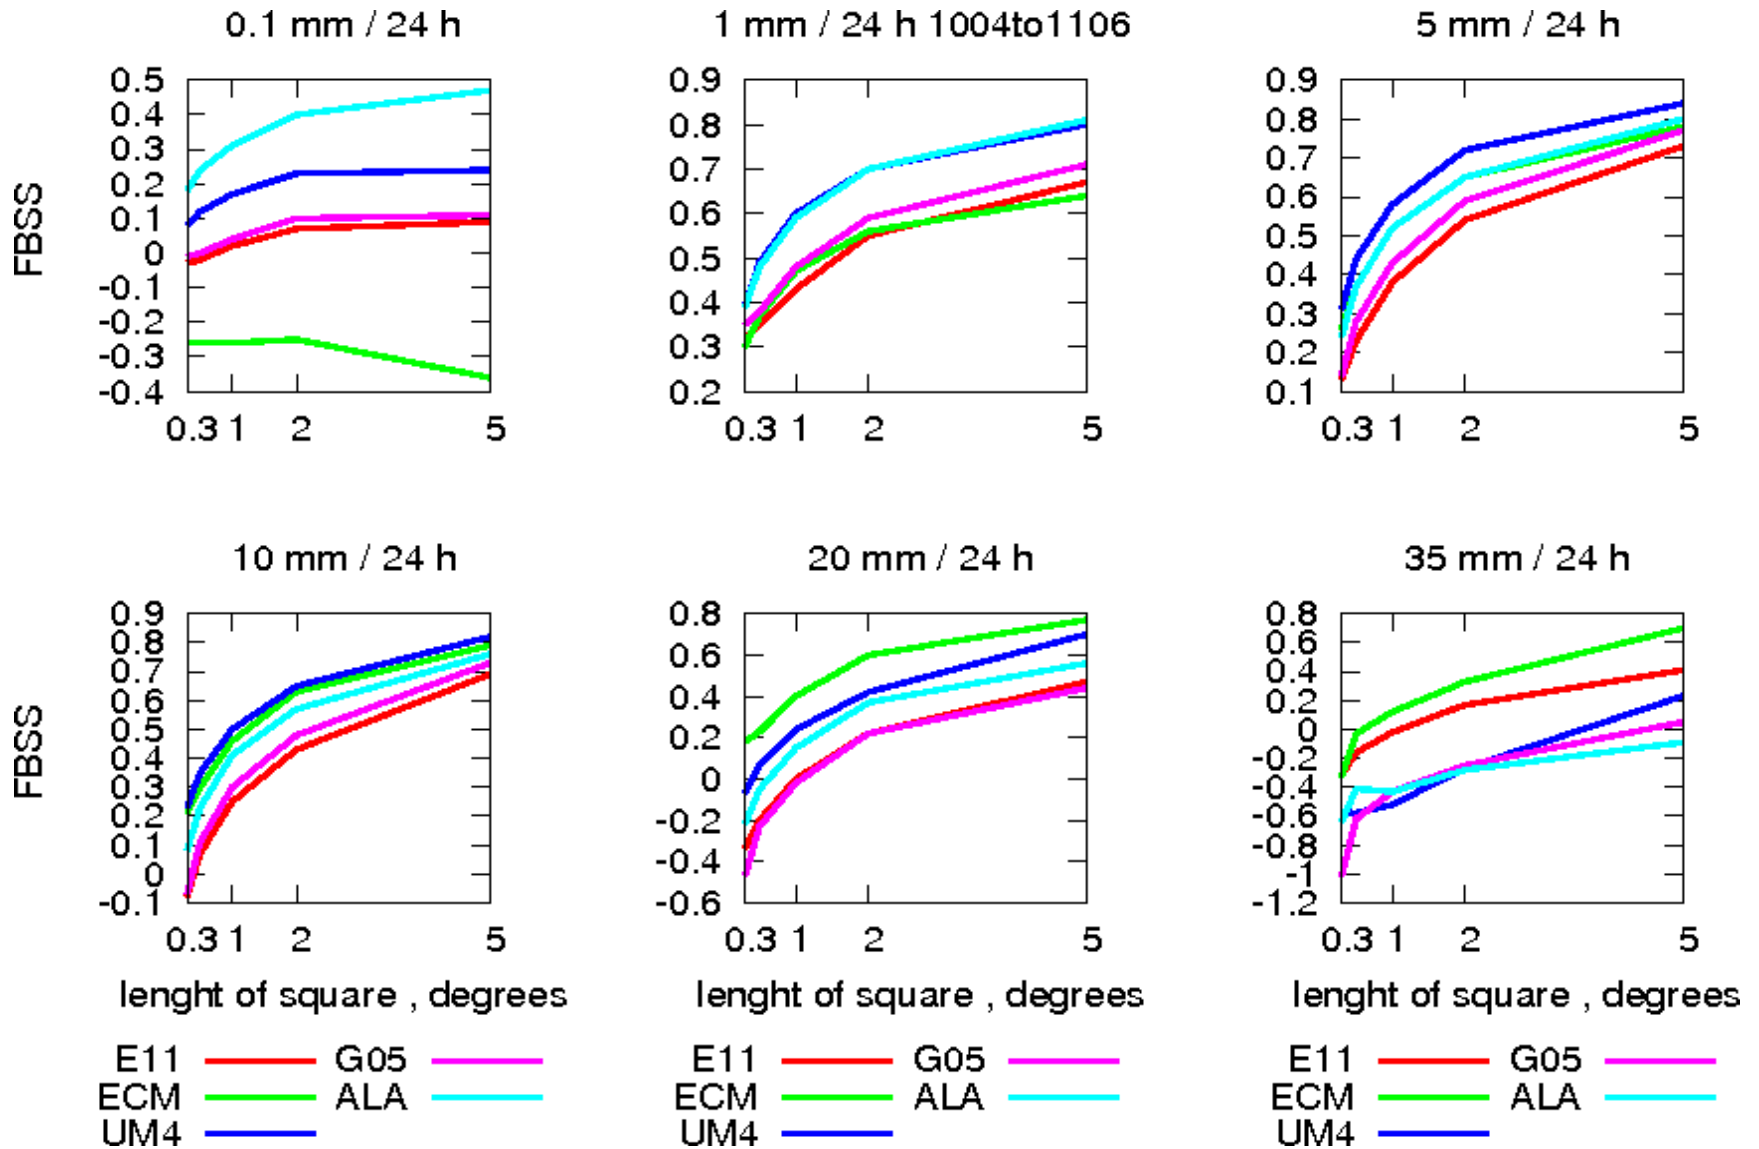 0.1 mm / 24 h
1 mm / 24 h 1004to1106
5 mm / 24 h
FBSS
0.5
0.4
0.3
0.2
0.1
0
-0.1
-0.2
-0.3
-0.4
0.3 1 2 5
0.9
0.8
0.7
0.6
0.5
0.4
0.3
0.2
0.3 1 2 5
0.9
0.8
0.7
0.6
0.5
0.4
0.3
0.2
0.1
0.3 1 2 5
10 mm / 24 h
20 mm / 24 h
35 mm / 24 h
FBSS
0.9
0.8
0.7
0.6
0.5
0.4
0.3
0.2
0.1
0
-0.1
0.3 1 2 5
lenght of square , degrees
0.8
0.6
0.4
0.2
0
-0.2
-0.4
-0.6
0.3 1 2 5
lenght of square , degrees
0.8
0.6
0.4
0.2
0
-0.2
-0.4
-0.6
-0.8
-1
-1.2
0.3 1 2 5
lenght of square , degrees
E11 G05
ECM ALA
UM4
E11 G05
ECM ALA
UM4
E11 G05
ECM ALA
UM4